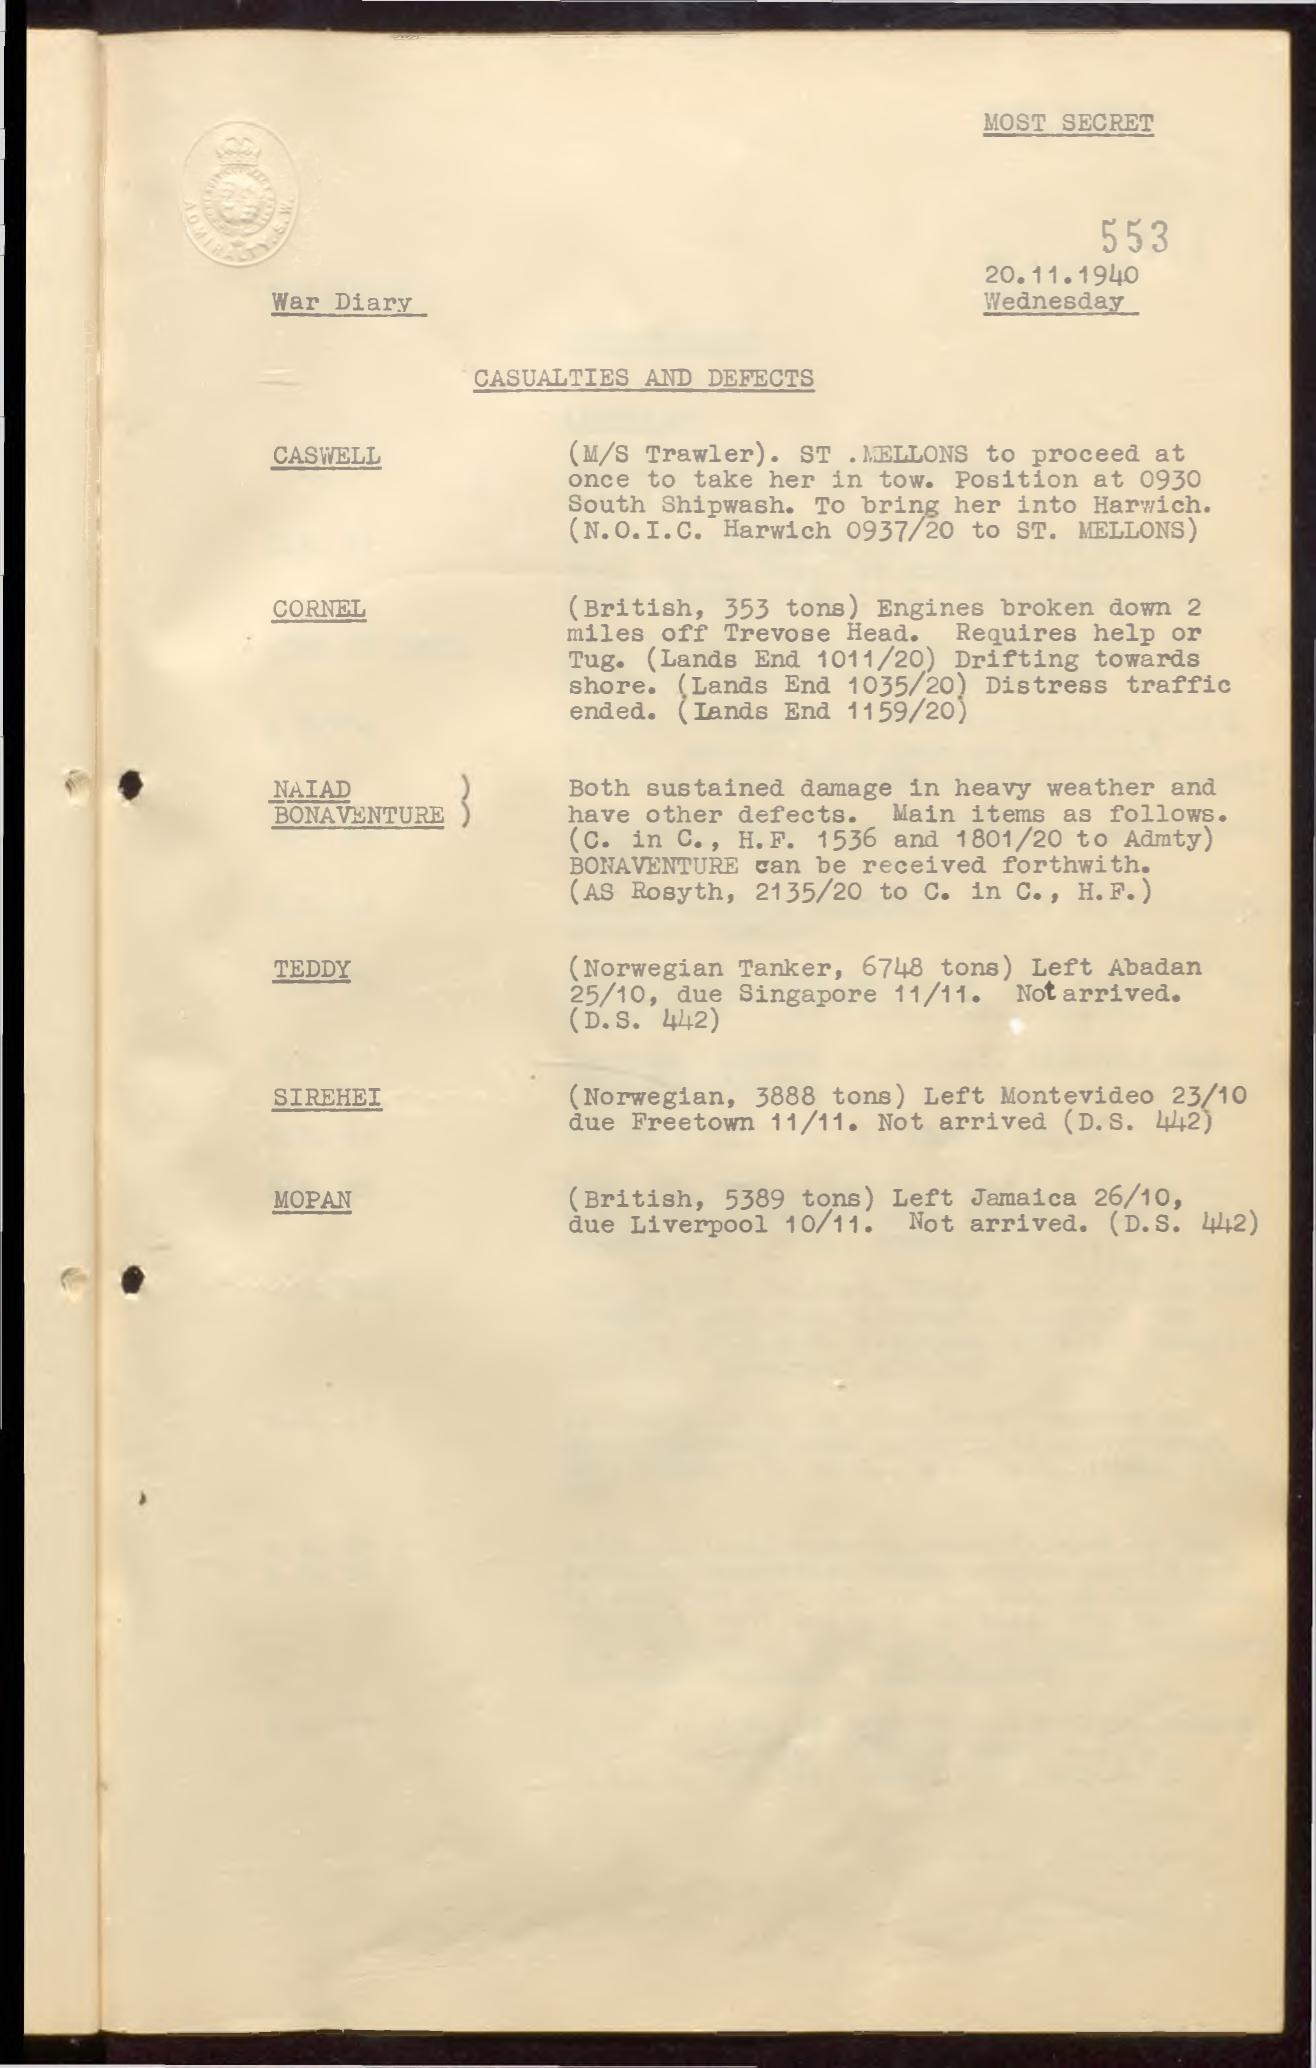 MOST SECRET
ADMIRALTY. S.W.
553
20.11.1940
War Diary
Wednesday
CASUALTIES AND DEFECTS
CASWELL (M/S Trawler). ST .MELLONS to proceed at
once to take her in tow. Position at 0930
South Shipwash. To bring her into Harwich.
(N.O.I.C. Harwich 0937/20 to ST. MELLONS)
CORNEL (British, 353 tons) Engines broken down 2
miles off Trevose Head. Requires help or
Tug. (Lands End 1011/20) Drifting towards
shore. (Lands End 1035/20) Distress traffic
ended. (Lands End 1159/20)
NAIAD ) Both sustained damage in heavy weather and
BONAVENTURE ) have other defects. Main items as follows.
(C. in C., H.F. 1536 and 1801/20 to Admty)
BONAVENTURE can be received forthwith.
(AS Rosyth, 2135/20 to C. in C., H.F.)
TEDDY (Norwegian Tanker, 6748 tons) Left Abadan
25/10, due Singapore 11/11. Not arrived.
(D.S. 442)
SIREHEI (Norwegian, 3888 tons) Left Montevideo 23/10
due Freetown 11/11. Not arrived (D.S. 442)
MOPAN (British, 5389 tons) Left Jamaica 26/10,
due Liverpool 10/11. Not arrived. (D.S. 442)